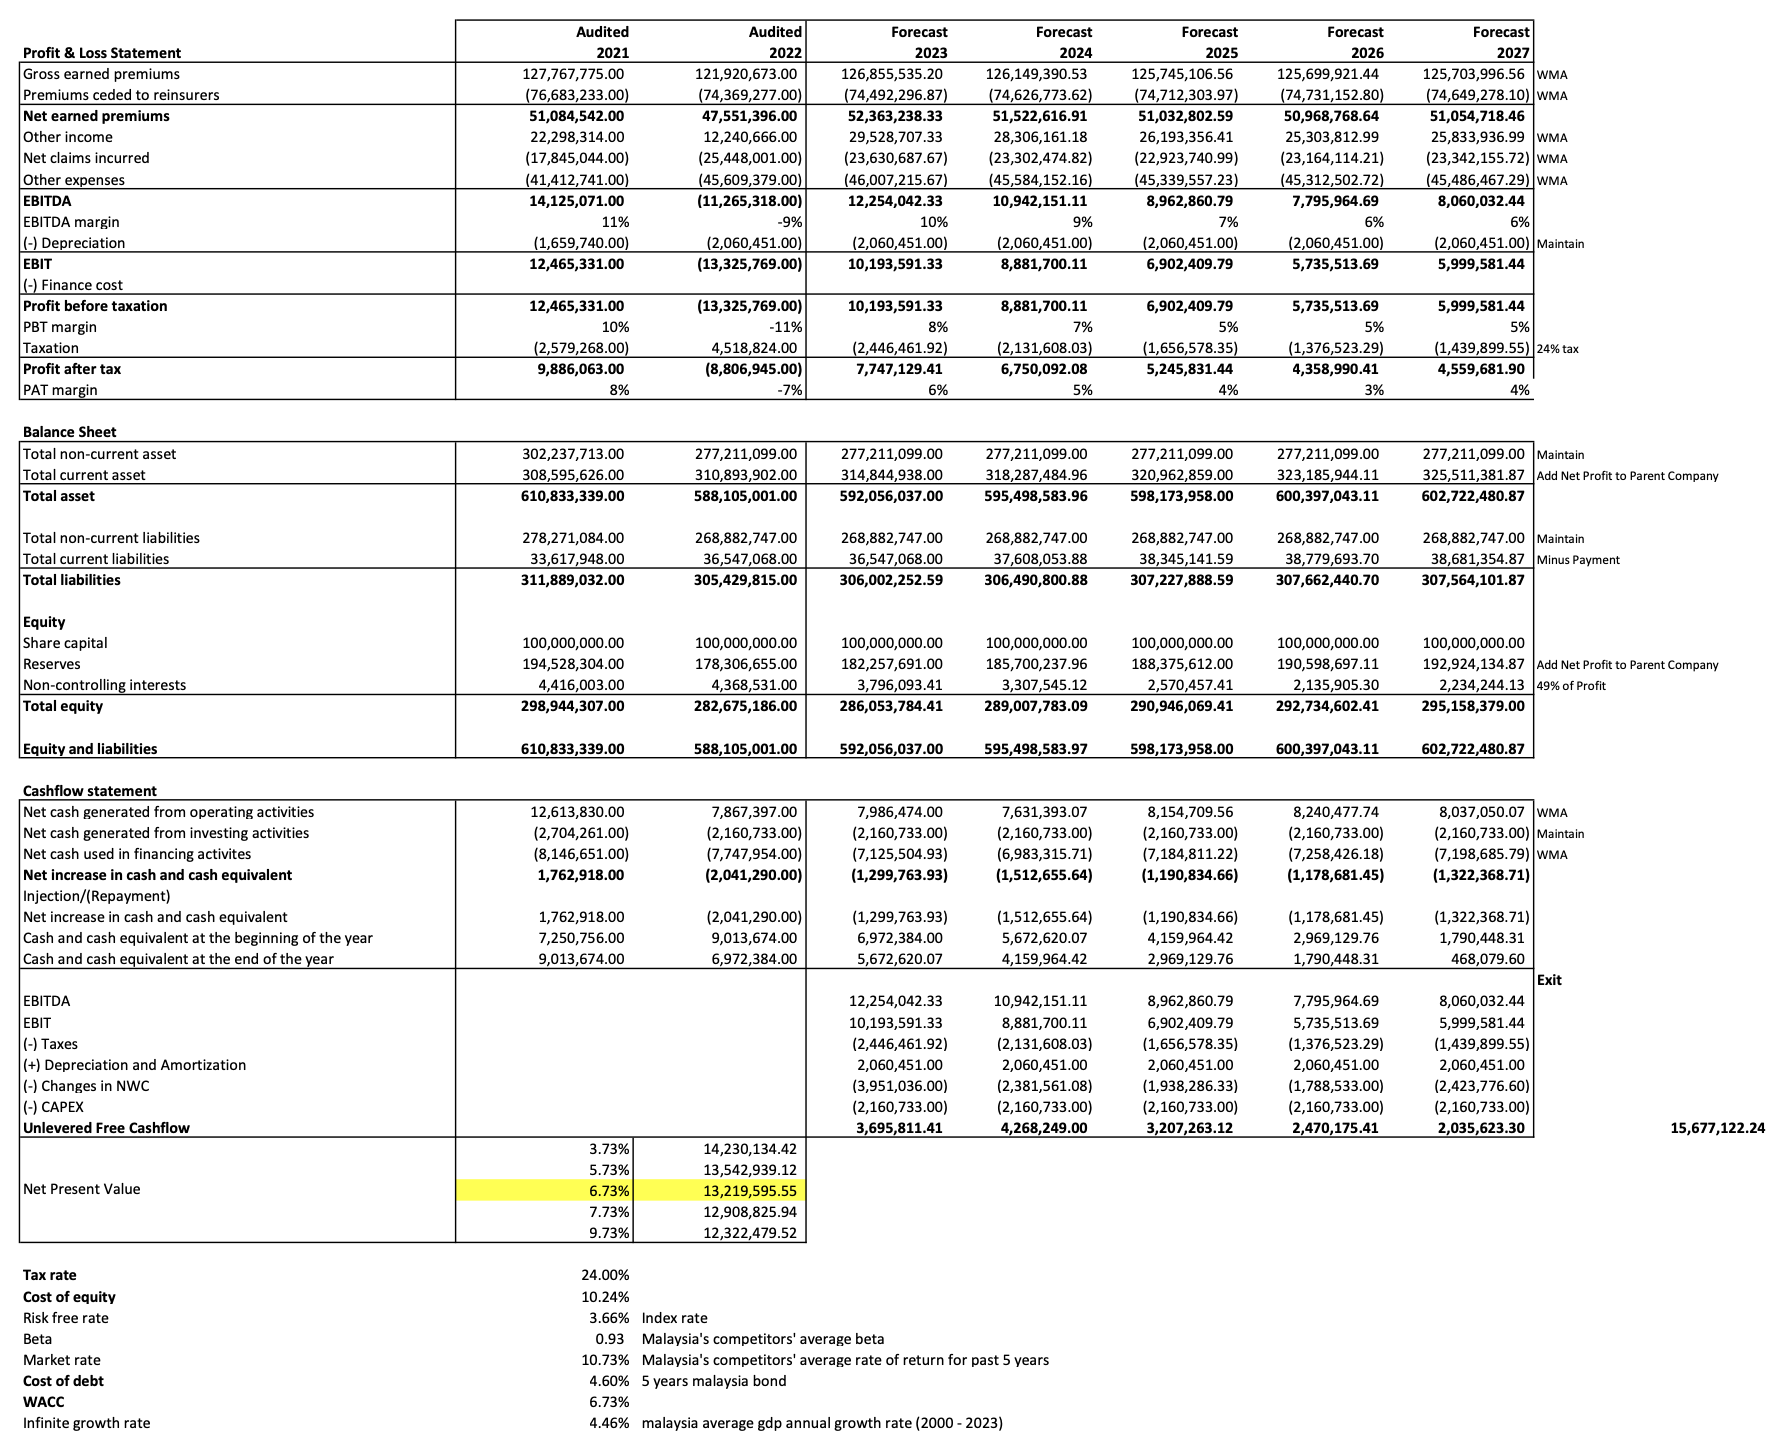 Audited Audited Forecast Forecast Forecast Forecast Forecast
Profit & Loss Statement 2021 2022 2023 2024 2025 2026 2027
Gross earned premiums 127,767,775.00 121,920,673.00 126,855,535.20 126,149,390.53 125,745,106.56 125,699,921.44 125,703,996.56 WMA
Premiums ceded to reinsurers (76,683,233.00) (74,369,277.00) (74,492,296.87) (74,626,773.62) (74,712,303.97) (74,731,152.80) (74,649,278.10) WMA
Net earned premiums 51,084,542.00 47,551,396.00 52,363,238.33 51,522,616.91 51,032,802.59 50,968,768.64 51,054,718.46
Other income 22,298,314.00 12,240,666.00 29,528,707.33 28,306,161.18 26,193,356.41 25,303,812.99 25,833,936.99 WMA
Net claims incurred (17,845,044.00) (25,448,001.00) (23,630,687.67) (23,302,474.82) (22,923,740.99) (23,164,114.21) (23,342,155.72) WMA
Other expenses (41,412,741.00) (45,609,379.00) (46,007,215.67) (45,584,152.16) (45,339,557.23) (45,312,502.72) (45,486,467.29) WMA
EBITDA 14,125,071.00 (11,265,318.00) 12,254,042.33 10,942,151.11 8,962,860.79 7,795,964.69 8,060,032.44
EBITDA margin 11% -9% 10% 9% 7% 6% 6%
(-) Depreciation (1,659,740.00) (2,060,451.00) (2,060,451.00) (2,060,451.00) (2,060,451.00) (2,060,451.00) (2,060,451.00) Maintain
EBIT 12,465,331.00 (13,325,769.00) 10,193,591.33 8,881,700.11 6,902,409.79 5,735,513.69 5,999,581.44
(-) Finance cost
Profit before taxation 12,465,331.00 (13,325,769.00) 10,193,591.33 8,881,700.11 6,902,409.79 5,735,513.69 5,999,581.44
PBT margin 10% -11% 8% 7% 5% 5% 5%
Taxation (2,579,268.00) 4,518,824.00 (2,446,461.92) (2,131,608.03) (1,656,578.35) (1,376,523.29) (1,439,899.55) 24% tax
Profit after tax 9,886,063.00 (8,806,945.00) 7,747,129.41 6,750,092.08 5,245,831.44 4,358,990.41 4,559,681.90
PAT margin 8% -7% 6% 5% 4% 3% 4%
Balance Sheet
Total non-current asset 302,237,713.00 277,211,099.00 277,211,099.00 277,211,099.00 277,211,099.00 277,211,099.00 277,211,099.00 Maintain
Total current asset 308,595,626.00 310,893,902.00 314,844,938.00 318,287,484.96 320,962,859.00 323,185,944.11 325,511,381.87 Add Net Profit to Parent Company
Total asset 610,833,339.00 588,105,001.00 592,056,037.00 595,498,583.96 598,173,958.00 600,397,043.11 602,722,480.87
Total non-current liabilities 278,271,084.00 268,882,747.00 268,882,747.00 268,882,747.00 268,882,747.00 268,882,747.00 268,882,747.00 Maintain
Total current liabilities 33,617,948.00 36,547,068.00 36,547,068.00 37,608,053.88 38,345,141.59 38,779,693.70 38,681,354.87 Minus Payment
Total liabilities 311,889,032.00 305,429,815.00 306,002,252.59 306,490,800.88 307,227,888.59 307,662,440.70 307,564,101.87
Equity
Share capital 100,000,000.00 100,000,000.00 100,000,000.00 100,000,000.00 100,000,000.00 100,000,000.00 100,000,000.00
Reserves 194,528,304.00 178,306,655.00 182,257,691.00 185,700,237.96 188,375,612.00 190,598,697.11 192,924,134.87 Add Net Profit to Parent Company
Non-controlling interests 4,416,003.00 4,368,531.00 3,796,093.41 3,307,545.12 2,570,457.41 2,135,905.30 2,234,244.13 49% of Profit
Total equity 298,944,307.00 282,675,186.00 286,053,784.41 289,007,783.09 290,946,069.41 292,734,602.41 295,158,379.00
Equity and liabilities 610,833,339.00 588,105,001.00 592,056,037.00 595,498,583.97 598,173,958.00 600,397,043.11 602,722,480.87
Cashflow statement
Net cash generated from operating activities 12,613,830.00 7,867,397.00 7,986,474.00 7,631,393.07 8,154,709.56 8,240,477.74 8,037,050.07 WMA
Net cash generated from investing activities (2,704,261.00) (2,160,733.00) (2,160,733.00) (2,160,733.00) (2,160,733.00) (2,160,733.00) (2,160,733.00) Maintain
Net cash used in financing activites (8,146,651.00) (7,747,954.00) (7,125,504.93) (6,983,315.71) (7,184,811.22) (7,258,426.18) (7,198,685.79) WMA
Net increase in cash and cash equivalent 1,762,918.00 (2,041,290.00) (1,299,763.93) (1,512,655.64) (1,190,834.66) (1,178,681.45) (1,322,368.71)
Injection/(Repayment)
Net increase in cash and cash equivalent 1,762,918.00 (2,041,290.00) (1,299,763.93) (1,512,655.64) (1,190,834.66) (1,178,681.45) (1,322,368.71)
Cash and cash equivalent at the beginning of the year 7,250,756.00 9,013,674.00 6,972,384.00 5,672,620.07 4,159,964.42 2,969,129.76 1,790,448.31
Cash and cash equivalent at the end of the year 9,013,674.00 6,972,384.00 5,672,620.07 4,159,964.42 2,969,129.76 1,790,448.31 468,079.60
Exit
EBITDA 12,254,042.33 10,942,151.11 8,962,860.79 7,795,964.69 8,060,032.44
EBIT 10,193,591.33 8,881,700.11 6,902,409.79 5,735,513.69 5,999,581.44
(-) Taxes (2,446,461.92) (2,131,608.03) (1,656,578.35) (1,376,523.29) (1,439,899.55)
(+) Depreciation and Amortization 2,060,451.00 2,060,451.00 2,060,451.00 2,060,451.00 2,060,451.00
(-) Changes in NWC (3,951,036.00) (2,381,561.08) (1,938,286.33) (1,788,533.00) (2,423,776.60)
(-) CAPEX (2,160,733.00) (2,160,733.00) (2,160,733.00) (2,160,733.00) (2,160,733.00)
Unlevered Free Cashflow 3,695,811.41 4,268,249.00 3,207,263.12 2,470,175.41 2,035,623.30 15,677,122.24
3.73% 14,230,134.42
5.73% 13,542,939.12
Net Present Value 6.73% 13,219,595.55
7.73% 12,908,825.94
9.73% 12,322,479.52
Tax rate 24.00%
Cost of equity 10.24%
Risk free rate 3.66% Index rate
Beta 0.93 Malaysia's competitors' average beta
Market rate 10.73% Malaysia's competitors' average rate of return for past 5 years
Cost of debt 4.60% 5 years malaysia bond
WACC 6.73%
Infinite growth rate 4.46% malaysia average gdp annual growth rate (2000 - 2023)